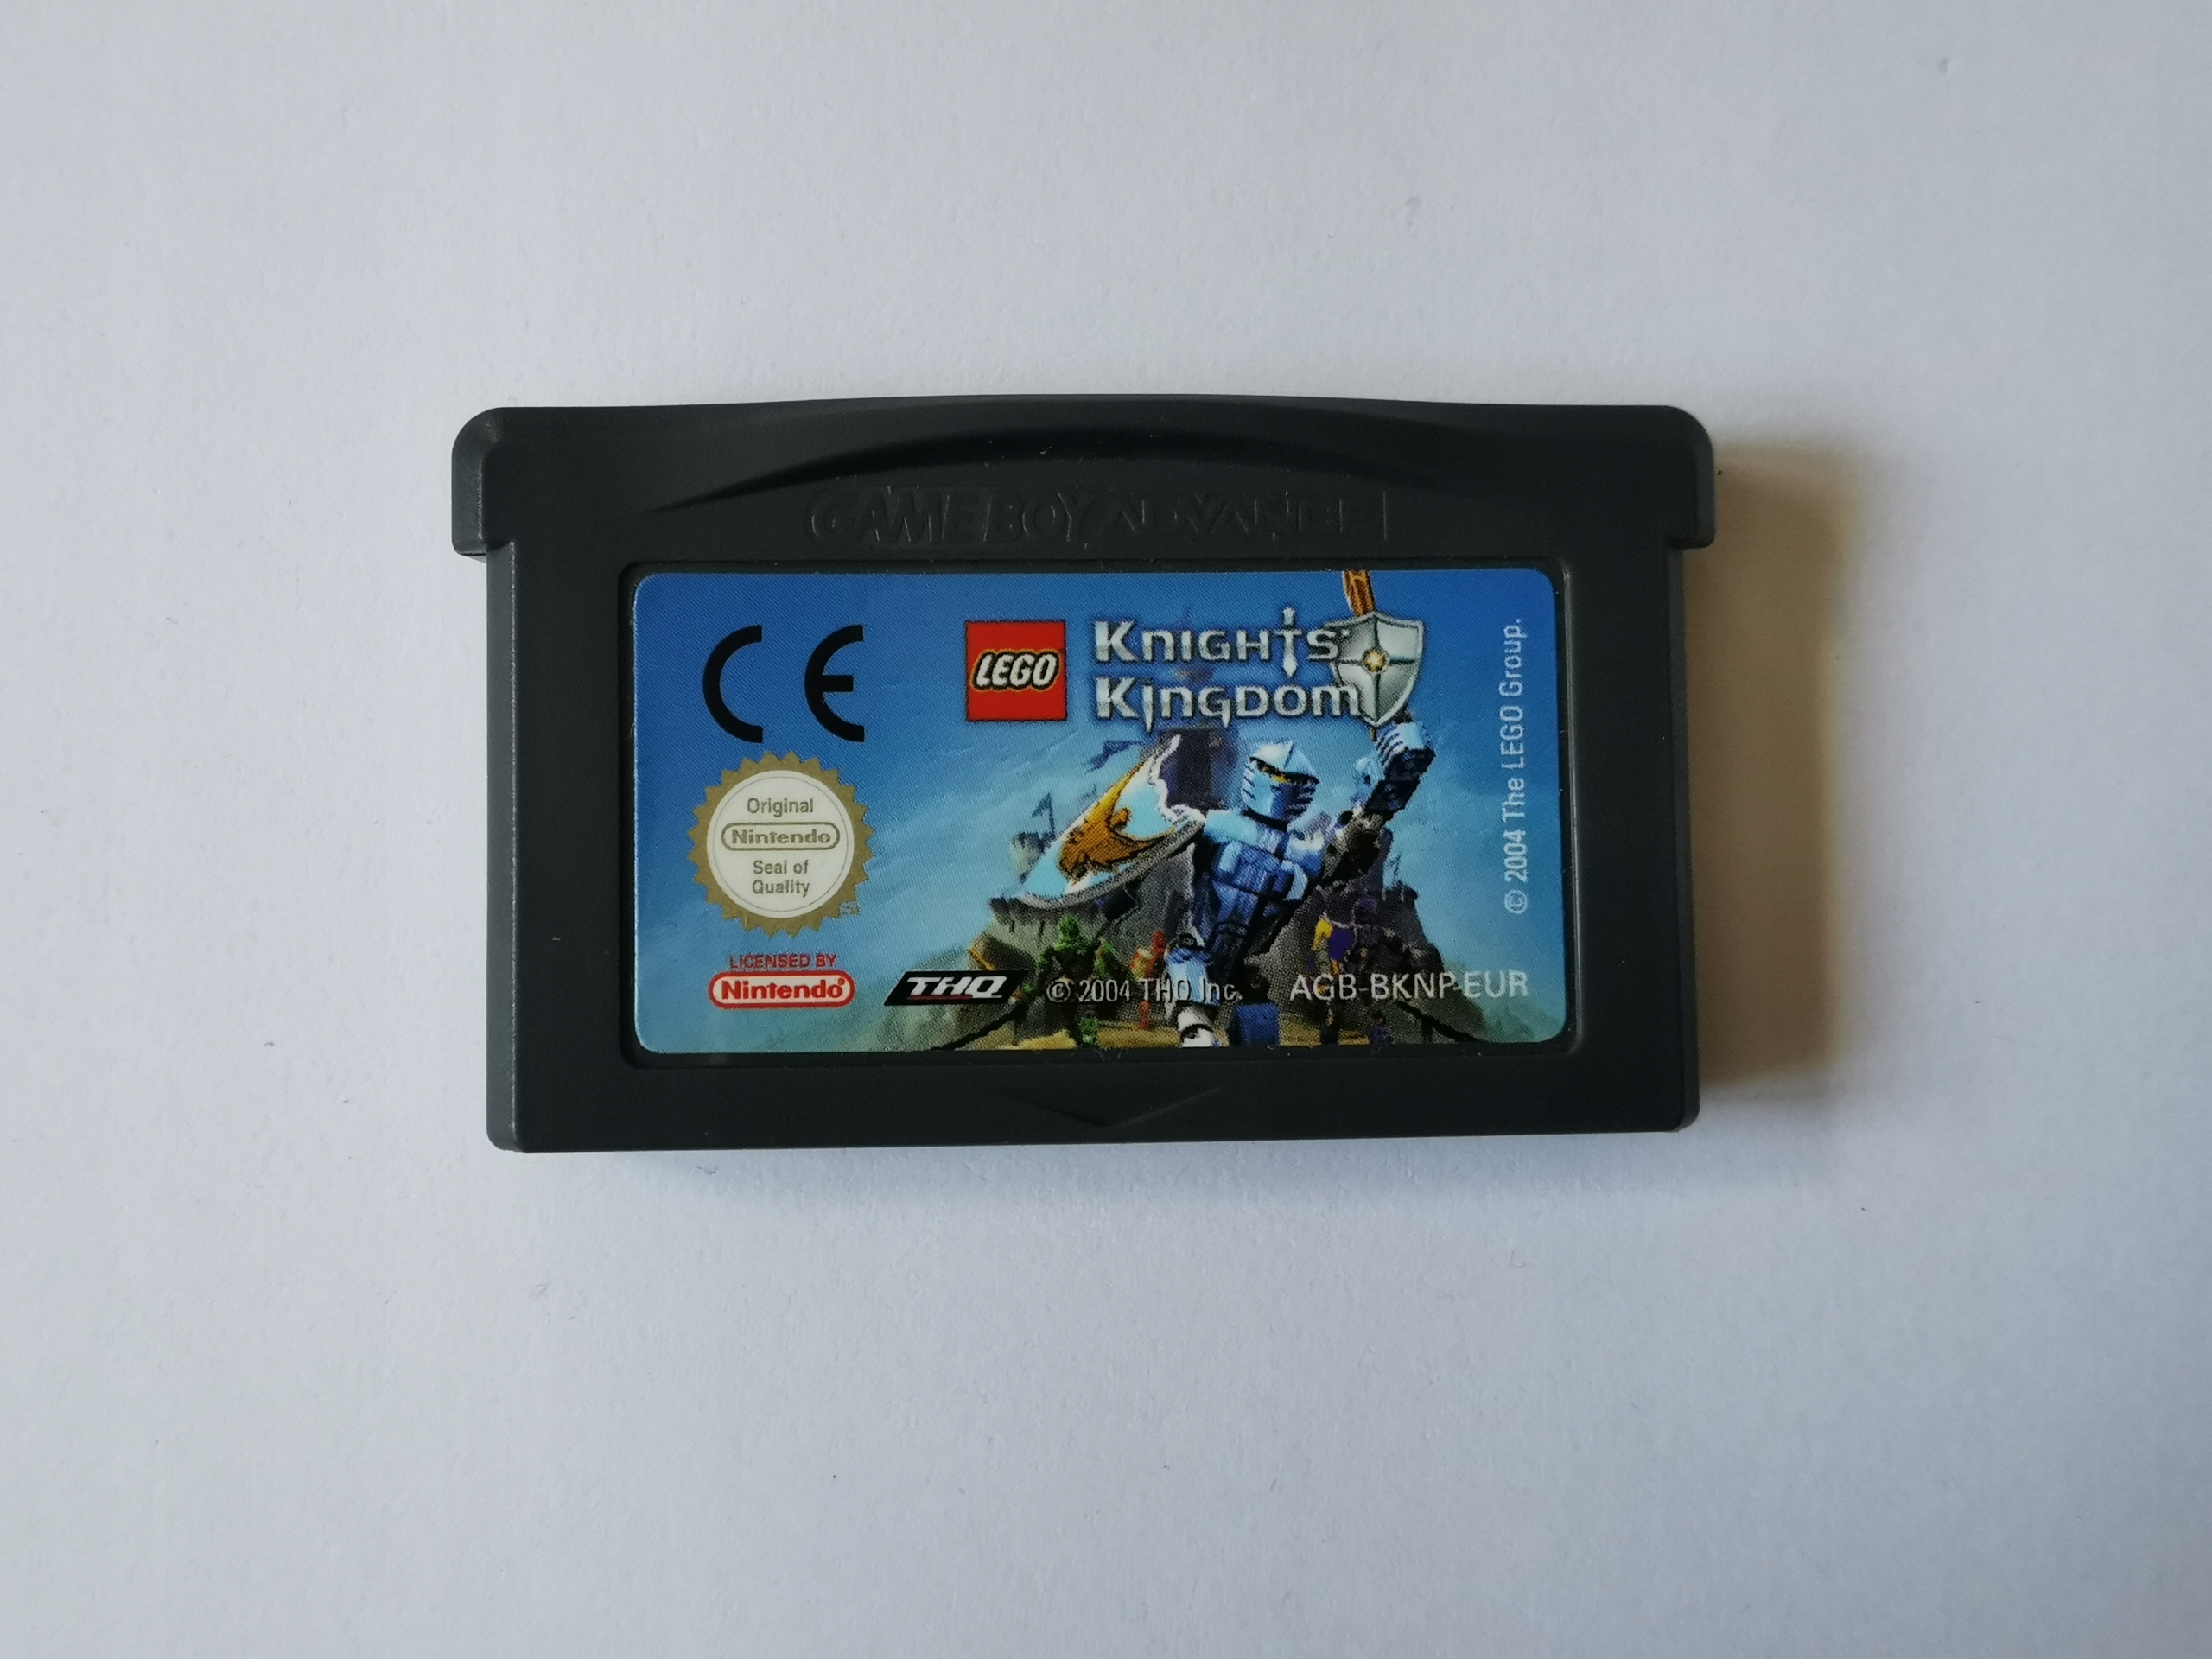 GAME BOY ADVANCE
CE
LEGO
KNIGHTS'
KINGDOM
Original
Nintendo
Seal of
Quality
LICENSED BY
Nintendo
THQ
© 2004 THQ Inc.
AGB-BKNP-EUR
© 2004 The LEGO Group.